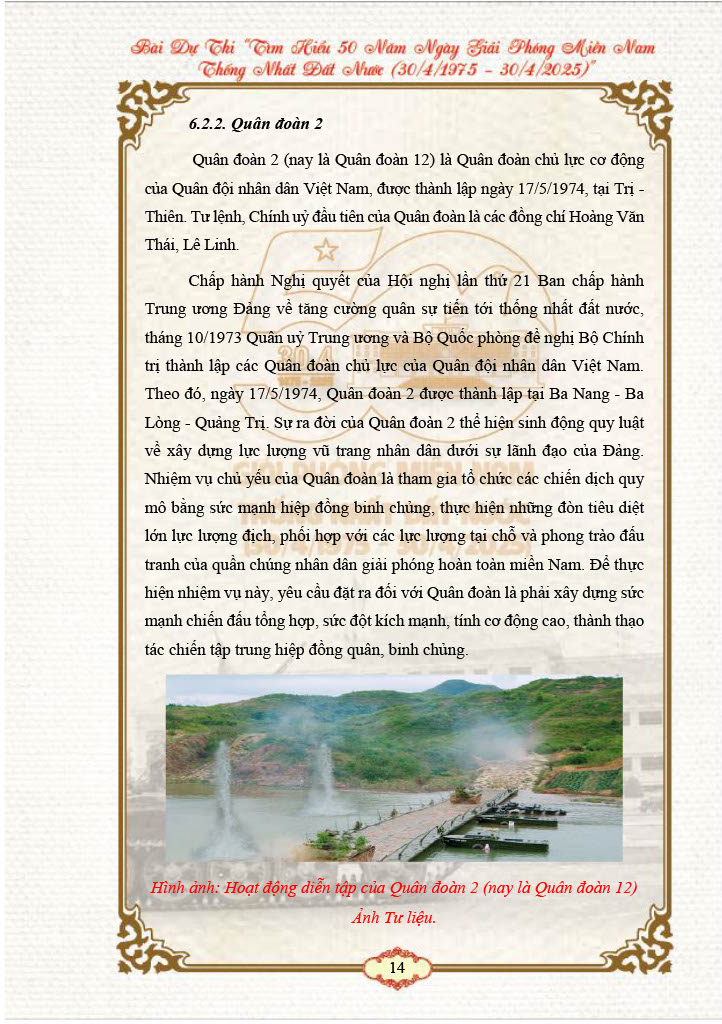 Bài Dự Thi "Tìm Hiểu 50 Năm Ngày Giải Phóng Miền Nam
Thống Nhất Đất Nước (30/4/1975 - 30/4/2025)"
6.2.2. Quân đoàn 2
Quân đoàn 2 (nay là Quân đoàn 12) là Quân đoàn chủ lực cơ động
của Quân đội nhân dân Việt Nam, được thành lập ngày 17/5/1974, tại Trị -
Thiên. Tư lệnh, Chính uỷ đầu tiên của Quân đoàn là các đồng chí Hoàng Văn
Thái, Lê Linh.
Chấp hành Nghị quyết của Hội nghị lần thứ 21 Ban chấp hành
Trung ương Đảng về tăng cường quân sự tiến tới thống nhất đất nước,
tháng 10/1973 Quân uỷ Trung ương và Bộ Quốc phòng đề nghị Bộ Chính
trị thành lập các Quân đoàn chủ lực của Quân đội nhân dân Việt Nam.
Theo đó, ngày 17/5/1974, Quân đoàn 2 được thành lập tại Ba Nang - Ba
Lòng - Quảng Trị. Sự ra đời của Quân đoàn 2 thể hiện sinh động quy luật
về xây dựng lực lượng vũ trang nhân dân dưới sự lãnh đạo của Đảng.
Nhiệm vụ chủ yếu của Quân đoàn là tham gia tổ chức các chiến dịch quy
mô bằng sức mạnh hiệp đồng binh chủng, thực hiện những đòn tiêu diệt
lớn lực lượng địch, phối hợp với các lực lượng tại chỗ và phong trào đấu
tranh của quần chúng nhân dân giải phóng hoàn toàn miền Nam. Để thực
hiện nhiệm vụ này, yêu cầu đặt ra đối với Quân đoàn là phải xây dựng sức
mạnh chiến đấu tổng hợp, sức đột kích mạnh, tính cơ động cao, thành thạo
tác chiến tập trung hiệp đồng quân, binh chủng.
Hình ảnh: Hoạt động diễn tập của Quân đoàn 2 (nay là Quân đoàn 12)
Ảnh Tư liệu.
14